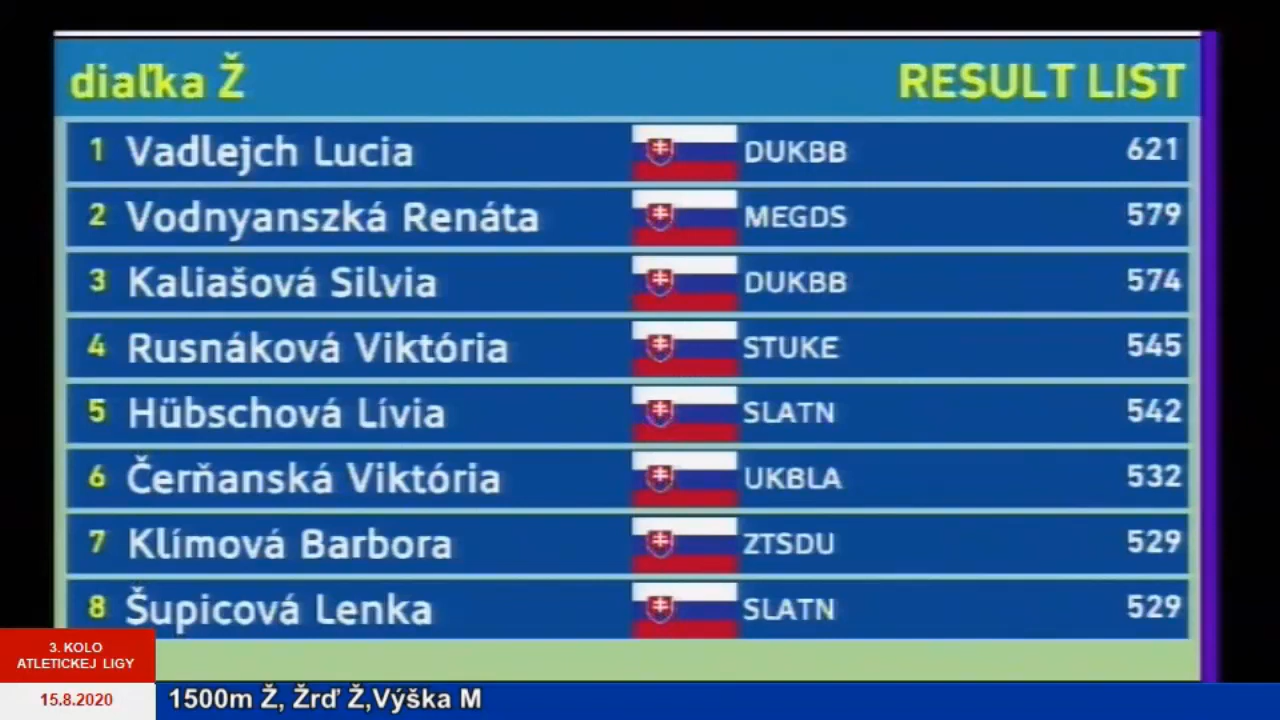 diaľka Ž RESULT LIST
1 Vadlejch Lucia DUKBB 621
2 Vodnyanszká Renáta MEGDS 579
3 Kaliašová Silvia DUKBB 574
4 Rusnáková Viktória STUKE 545
5 Hübschová Lívia SLATN 542
6 Čerňanská Viktória UKBLA 532
7 Klímová Barbora ZTSDU 529
8 Šupicová Lenka SLATN 529
3. KOLO
ATLETICKEJ LIGY
15.8.2020
1500m Ž, Žrď Ž,Výška M